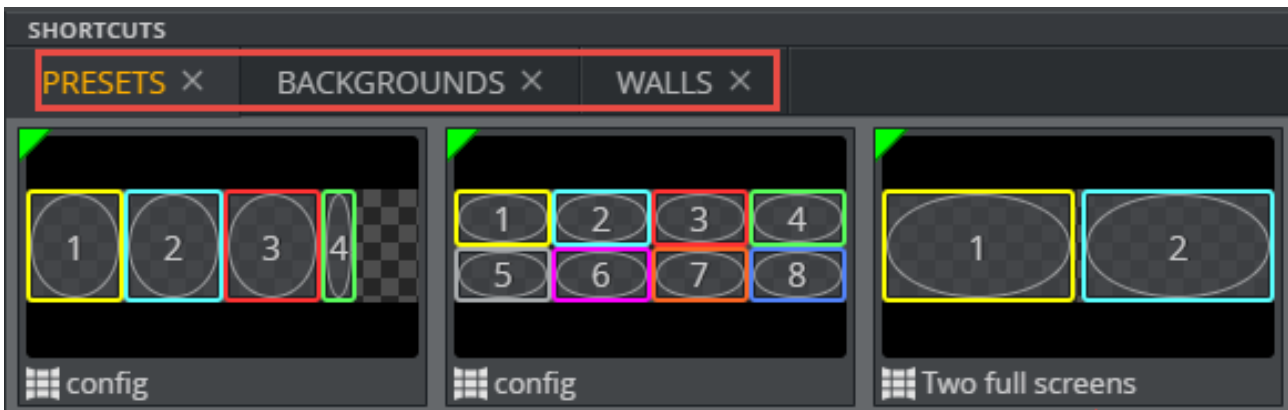 SHORTCUTS
PRESETS × BACKGROUNDS × WALLS ×
1 2 3 4
1 2 3 4
5 6 7 8
1 2
config
config
Two full screens